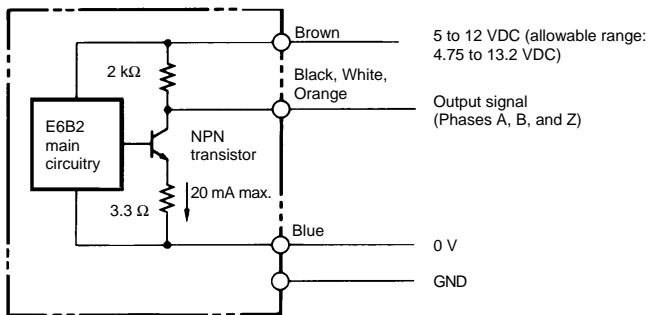 Brown
5 to 12 VDC (allowable range:
4.75 to 13.2 VDC)
2 kΩ
Black, White,
Orange
Output signal
(Phases A, B, and Z)
E6B2
main
circuitry
NPN
transistor
20 mA max.
3.3 Ω
Blue
0 V
GND